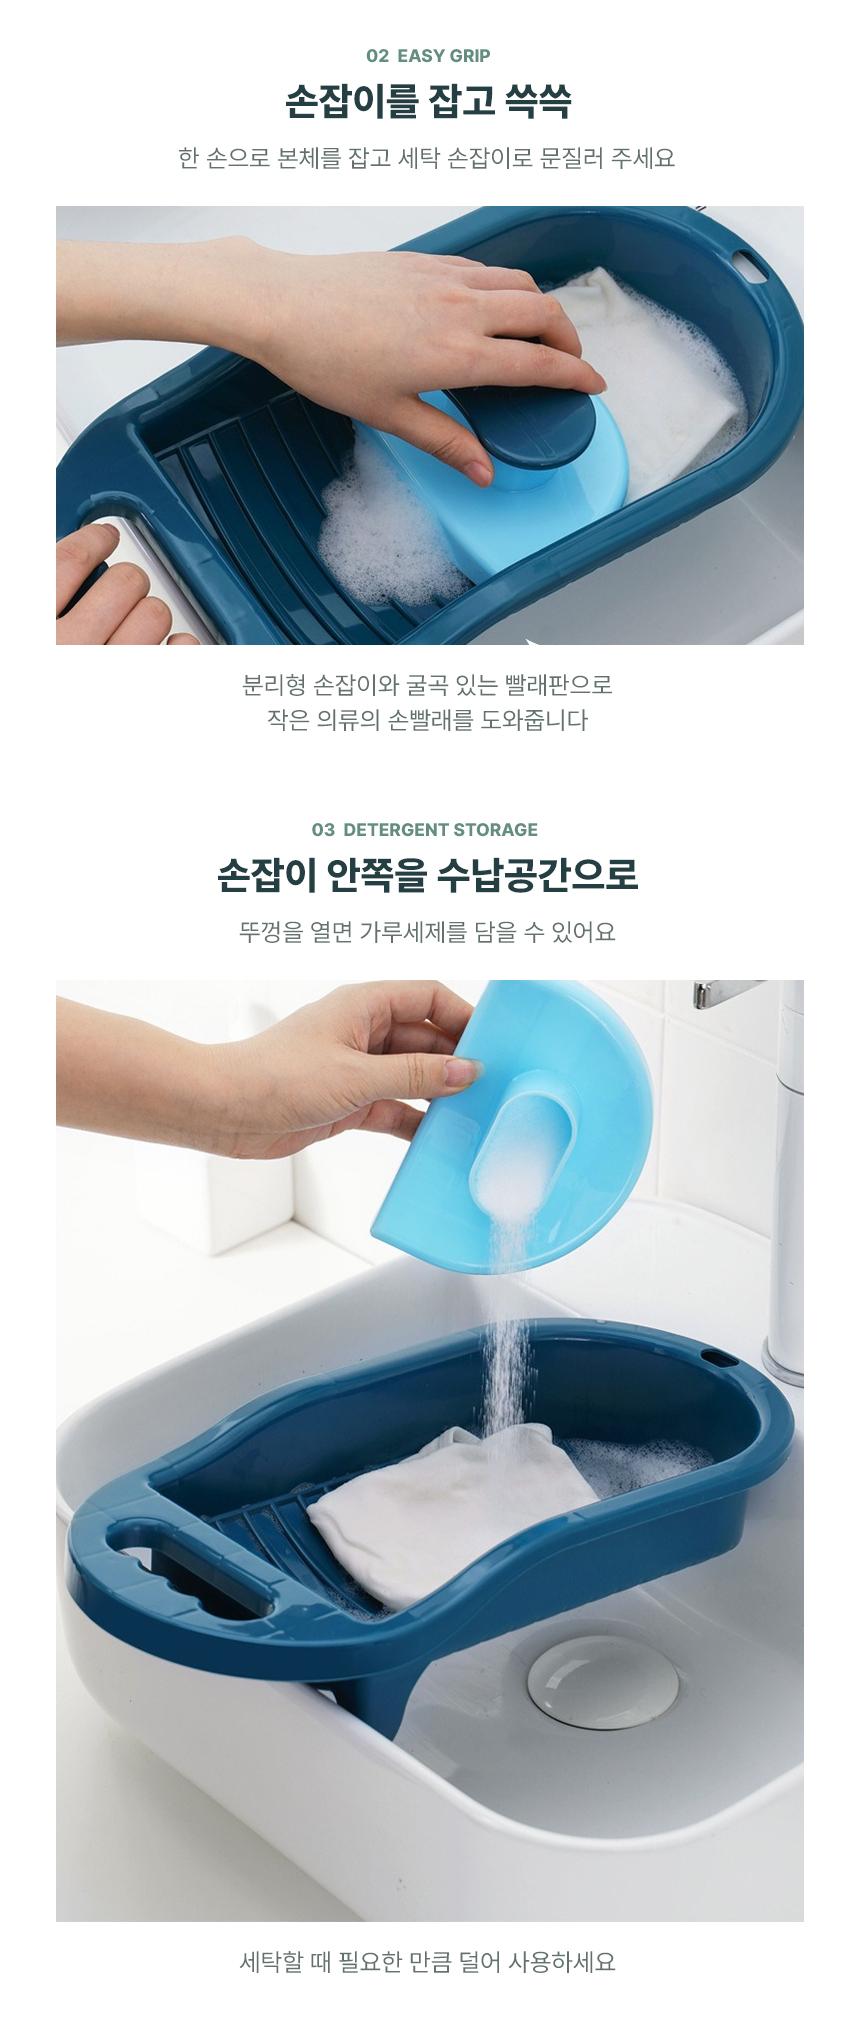 02 EASY GRIP
손잡이를 잡고 쓱쓱
한 손으로 본체를 잡고 세탁 손잡이로 문질러 주세요
분리형 손잡이와 굴곡 있는 빨래판으로
작은 의류의 손빨래를 도와줍니다
03 DETERGENT STORAGE
손잡이 안쪽을 수납공간으로
뚜껑을 열면 가루세제를 담을 수 있어요
세탁할 때 필요한 만큼 덜어 사용하세요